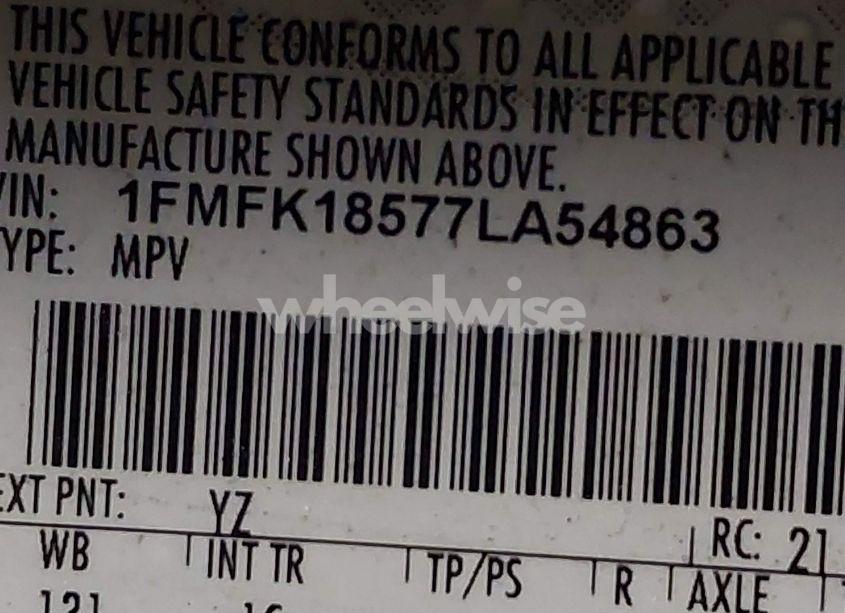 THIS VEHICLE CONFORMS TO ALL APPLICABLE
VEHICLE SAFETY STANDARDS IN EFFECT ON TH
MANUFACTURE SHOWN ABOVE.
VIN: 1FMFK18577LA54863
YPE: MPV
wheelwise
EXT PNT: YZ
RC: 21
WB INT TR TP/PS R AXLE
121